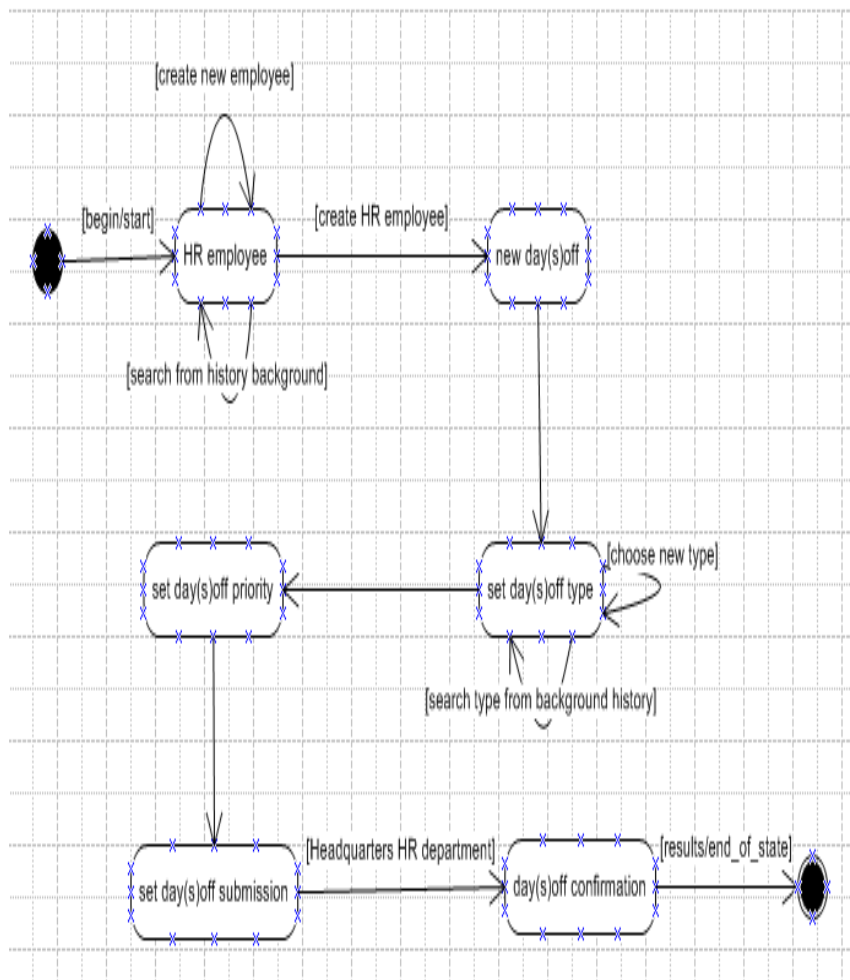 [create new employee]
[begin/start]
[create HR employee]
HR employee
new day(s)off
[search from history background]
[choose new type]
set day(s)off priority
set day(s)off type
[search type from background history]
[Headquarters HR department]
[results/end_of_state]
set day(s)off submission
day(s)off confirmation